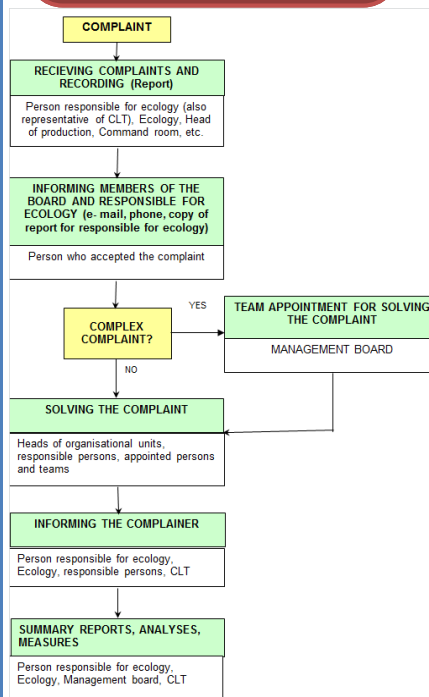 COMPLAINT
RECIEVING COMPLAINTS AND
RECORDING (Report)
Person responsible for ecology (also
representative of CLT), Ecology, Head
of production, Command room, etc.
INFORMING MEMBERS OF THE
BOARD AND RESPONSIBLE FOR
ECOLOGY (e- mail, phone, copy of
report for responsible for ecology)
Person who accepted the complaint
COMPLEX
COMPLAINT?
YES
TEAM APPOINTMENT FOR SOLVING
THE COMPLAINT
MANAGEMENT BOARD
NO
SOLVING THE COMPLAINT
Heads of organisational units,
responsible persons, appointed persons
and teams
INFORMING THE COMPLAINER
Person responsible for ecology,
Ecology, responsible persons, CLT
SUMMARY REPORTS, ANALYSES,
MEASURES
Person responsible for ecology,
Ecology, Management board, CLT